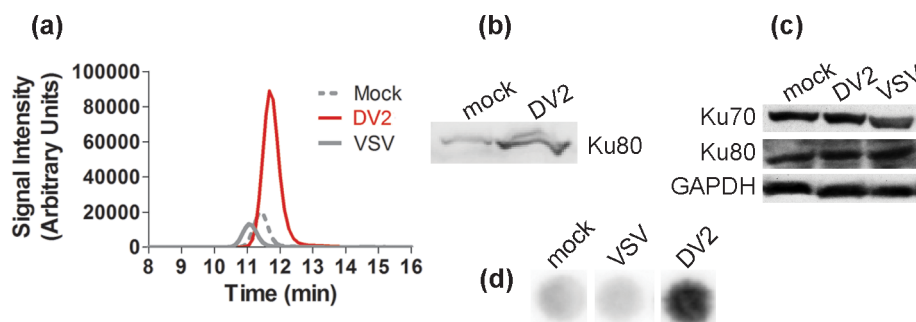 (a)
Signal Intensity
(Arbitrary Units)
100000
80000
60000
40000
20000
0
8 9 10 11 12 13 14 15 16
Time (min)
Mock
DV2
VSV
(b)
mock DV2
Ku80
(c)
mock DV2 VSV
Ku70
Ku80
GAPDH
(d)
mock VSV DV2